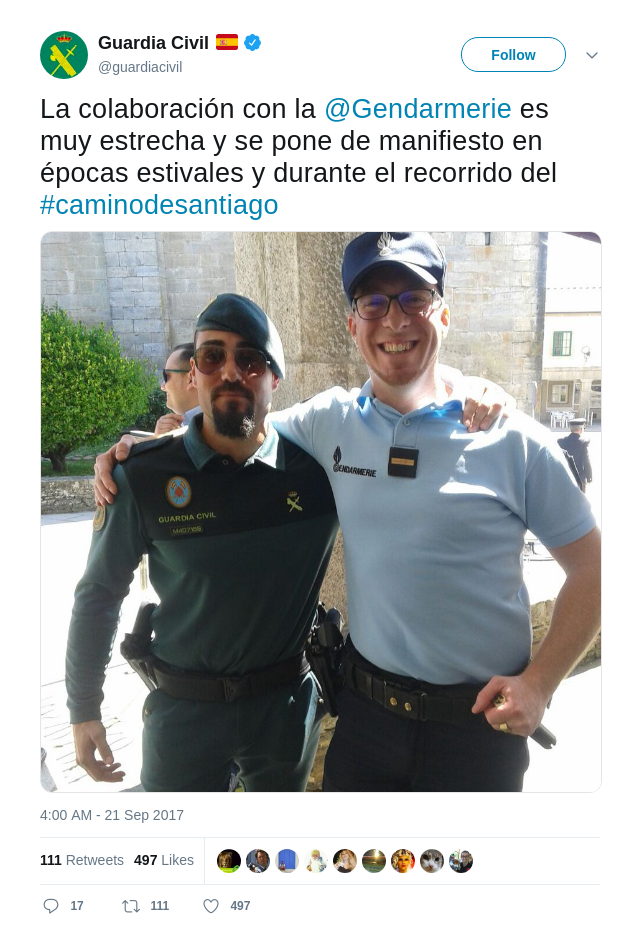 Guardia Civil
@guardiacivil
Follow
La colaboración con la @Gendarmerie es
muy estrecha y se pone de manifiesto en
épocas estivales y durante el recorrido del
#caminodesantiago
GENDARMERIE
GUARDIA CIVIL
4:00 AM - 21 Sep 2017
111 Retweets 497 Likes
17 111 497